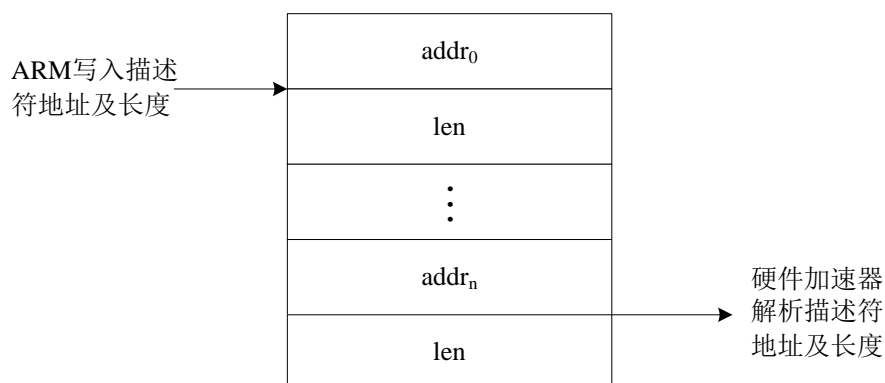 addr₀
ARM写入描述
符地址及长度
len
⋮
addrₙ
硬件加速器
解析描述符
地址及长度
len